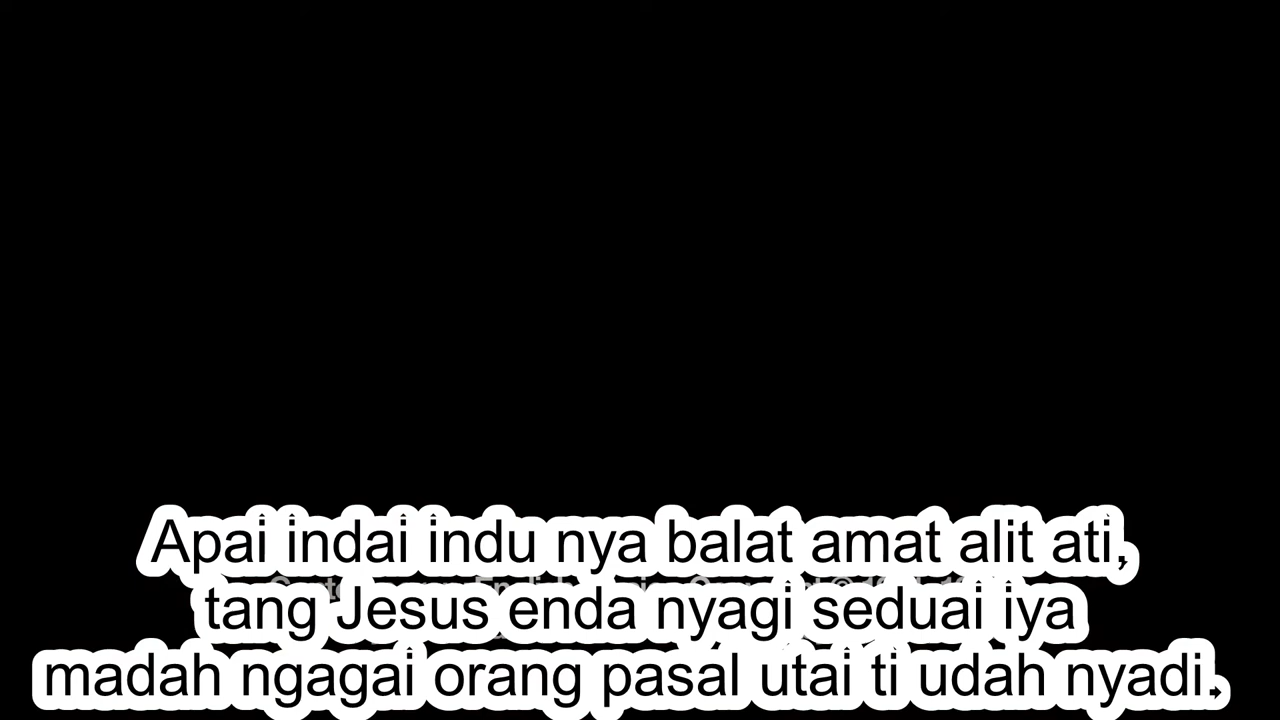 Apai indai indu nya balat amat alit ati,
tang Jesus enda nyagi seduai iya
madah ngagai orang pasal utai ti udah nyadi.